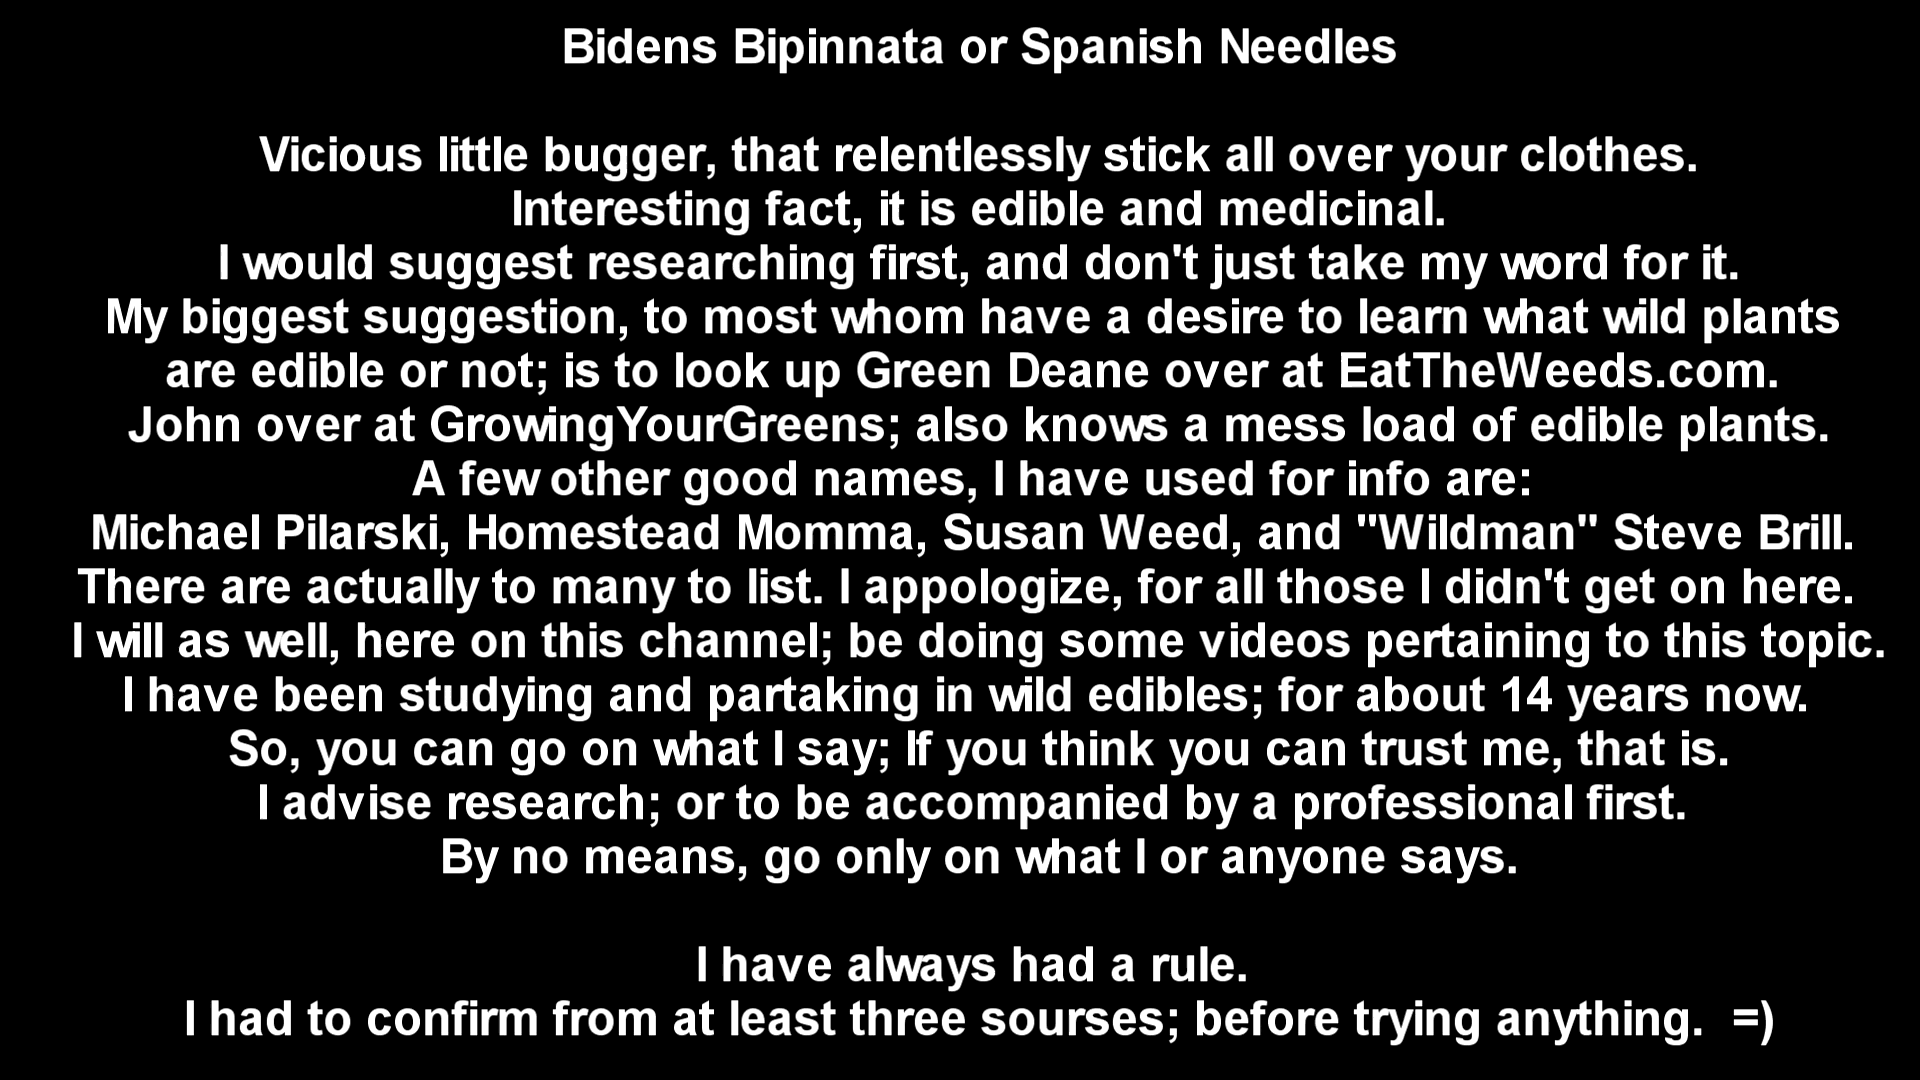 Bidens Bipinnata or Spanish Needles
Vicious little bugger, that relentlessly stick all over your clothes.
Interesting fact, it is edible and medicinal.
I would suggest researching first, and don't just take my word for it.
My biggest suggestion, to most whom have a desire to learn what wild plants
are edible or not; is to look up Green Deane over at EatTheWeeds.com.
John over at GrowingYourGreens; also knows a mess load of edible plants.
A few other good names, I have used for info are:
Michael Pilarski, Homestead Momma, Susan Weed, and "Wildman" Steve Brill.
There are actually to many to list. I appologize, for all those I didn't get on here.
I will as well, here on this channel; be doing some videos pertaining to this topic.
I have been studying and partaking in wild edibles; for about 14 years now.
So, you can go on what I say; If you think you can trust me, that is.
I advise research; or to be accompanied by a professional first.
By no means, go only on what I or anyone says.
I have always had a rule.
I had to confirm from at least three sourses; before trying anything.  =)